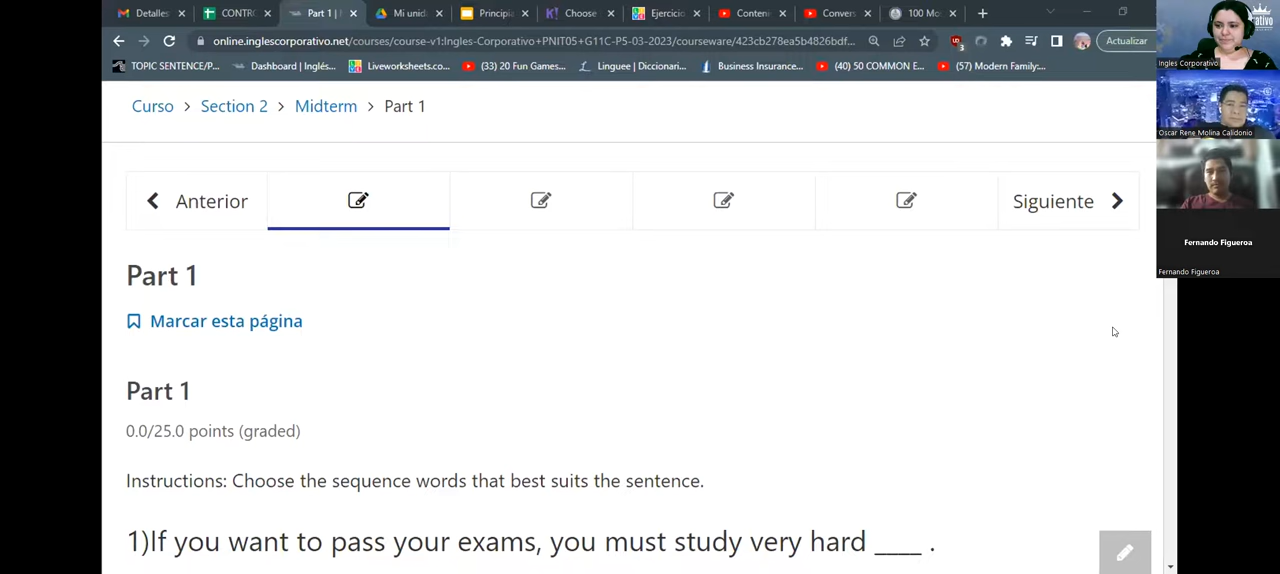 Detalles
CONTRO
Part 1 |
Mi unid
Principia
Choose
Ejercicio
Conten
Convers
100 Mo
online.inglescorporativo.net/courses/course-v1:Ingles-Corporativo+PNIT05+G11C-P5-03-2023/courseware/423cb278ea5b4826bdf...
Actualizar
TOPIC SENTENCE/P...
Dashboard | Inglés...
Liveworksheets.co...
(33) 20 Fun Games...
Linguee | Diccionari...
Business Insurance...
(40) 50 COMMON E...
(57) Modern Family:...
Curso > Section 2 > Midterm > Part 1
Anterior
Siguiente
Part 1
Marcar esta página
Part 1
0.0/25.0 points (graded)
Instructions: Choose the sequence words that best suits the sentence.
1)If you want to pass your exams, you must study very hard ____ .
Ingles Corporativo
Oscar Rene Molina Calidonio
Fernando Figueroa
Fernando Figueroa